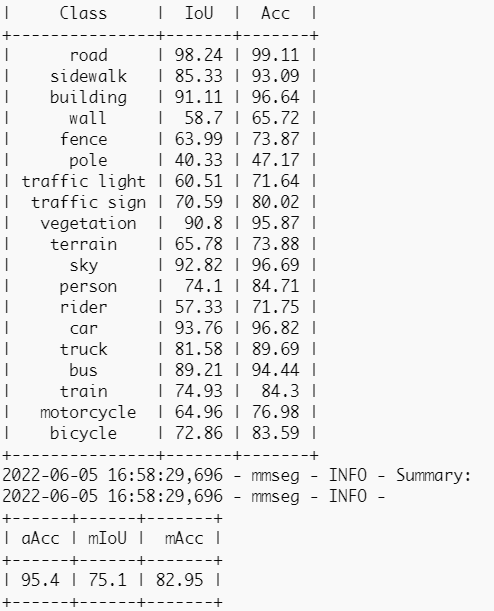 |     Class     |  IoU  |  Acc  |
+---------------+-------+-------+
|      road     | 98.24 | 99.11 |
|    sidewalk   | 85.33 | 93.09 |
|    building   | 91.11 | 96.64 |
|      wall     |  58.7 | 65.72 |
|     fence     | 63.99 | 73.87 |
|      pole     | 40.33 | 47.17 |
| traffic light | 60.51 | 71.64 |
|  traffic sign | 70.59 | 80.02 |
|   vegetation  |  90.8 | 95.87 |
|    terrain    | 65.78 | 73.88 |
|      sky      | 92.82 | 96.69 |
|     person    |  74.1 | 84.71 |
|     rider     | 57.33 | 71.75 |
|      car      | 93.76 | 96.82 |
|     truck     | 81.58 | 89.69 |
|      bus      | 89.21 | 94.44 |
|     train     | 74.93 |  84.3 |
|   motorcycle  | 64.96 | 76.98 |
|    bicycle    | 72.86 | 83.59 |
+---------------+-------+-------+
2022-06-05 16:58:29,696 - mmseg - INFO - Summary:
2022-06-05 16:58:29,696 - mmseg - INFO -
+------+------+-------+
| aAcc | mIoU |  mAcc |
+------+------+-------+
| 95.4 | 75.1 | 82.95 |
+------+------+-------+